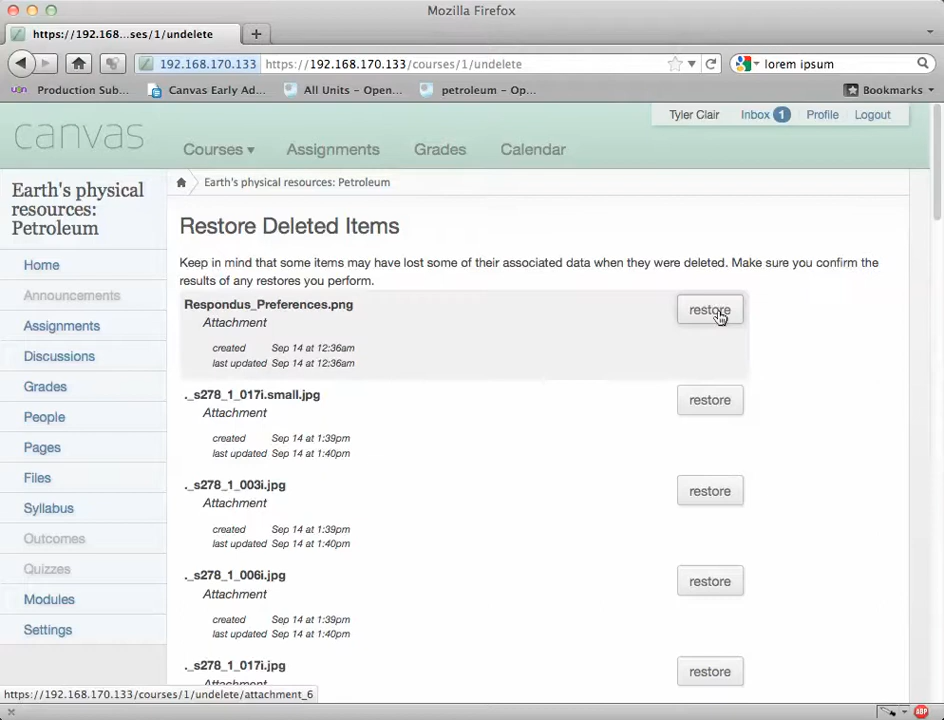 Mozilla Firefox
https://192.168...ses/1/undelete
192.168.170.133 https://192.168.170.133/courses/1/undelete
lorem ipsum
Production Sub...
Canvas Early Ad...
All Units – Open...
petroleum – Op...
Bookmarks
canvas
Tyler Clair
Inbox 1
Profile
Logout
Courses
Assignments
Grades
Calendar
Earth's physical resources: Petroleum
Earth's physical
resources:
Petroleum
Home
Announcements
Assignments
Discussions
Grades
People
Pages
Files
Syllabus
Outcomes
Quizzes
Modules
Settings
Restore Deleted Items
Keep in mind that some items may have lost some of their associated data when they were deleted. Make sure you confirm the
results of any restores you perform.
Respondus_Preferences.png
restore
Attachment
created Sep 14 at 12:36am
last updated Sep 14 at 12:36am
._s278_1_017i.small.jpg
restore
Attachment
created Sep 14 at 1:39pm
last updated Sep 14 at 1:40pm
._s278_1_003i.jpg
restore
Attachment
created Sep 14 at 1:39pm
last updated Sep 14 at 1:40pm
._s278_1_006i.jpg
restore
Attachment
created Sep 14 at 1:39pm
last updated Sep 14 at 1:40pm
._s278_1_017i.jpg
restore
Attachment
https://192.168.170.133/courses/1/undelete/attachment_6
ABP